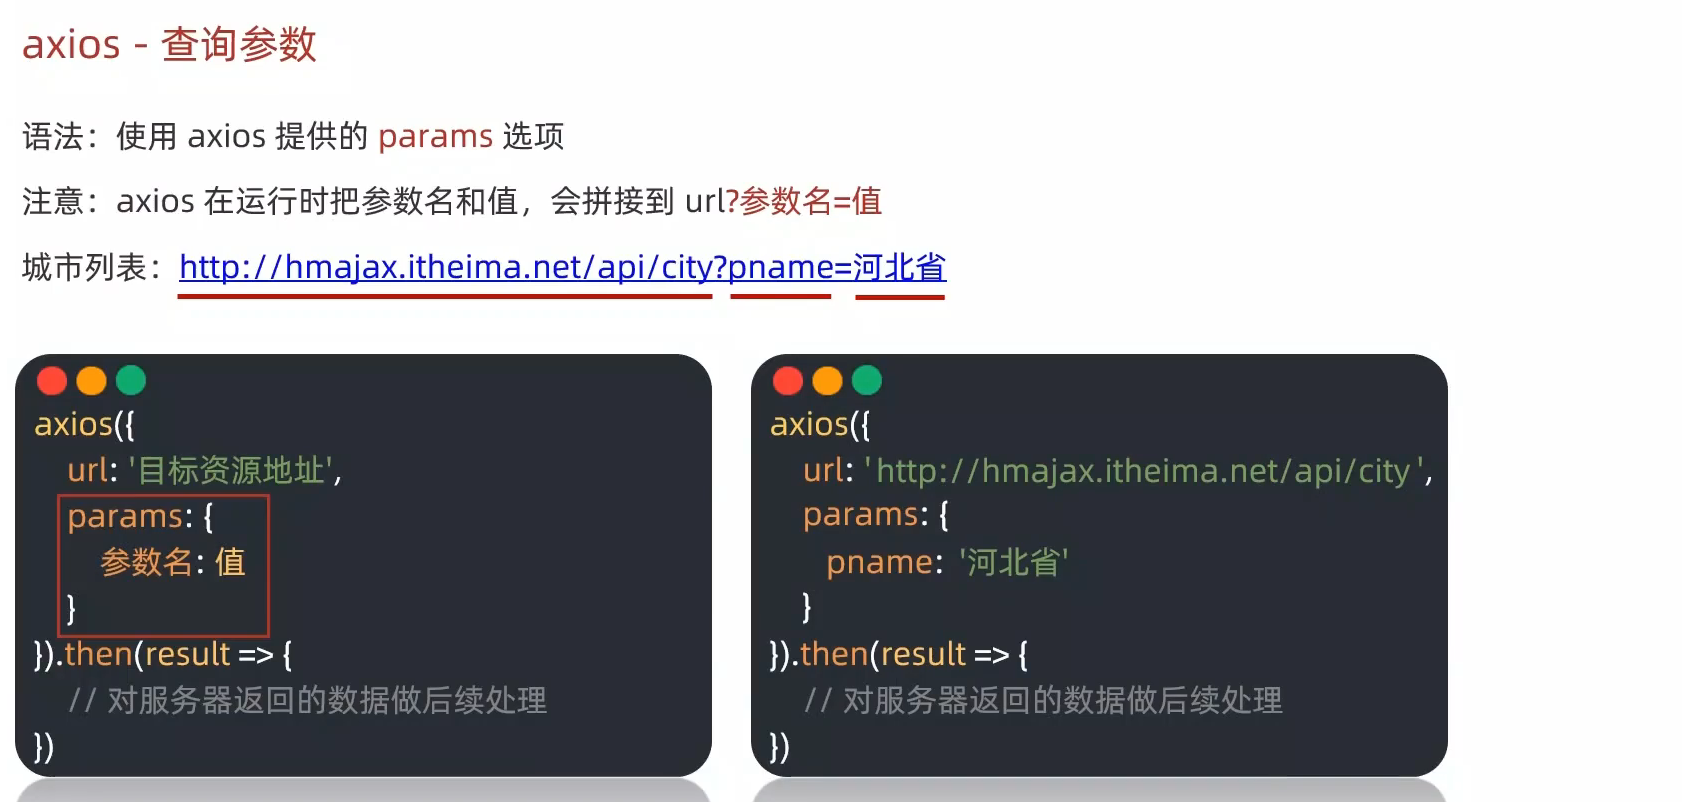 axios - 查询参数
语法：使用 axios 提供的 params 选项
注意：axios 在运行时把参数名和值，会拼接到 url?参数名=值
城市列表：http://hmajax.itheima.net/api/city?pname=河北省
axios({
url: '目标资源地址',
params: {
参数名: 值
}
}).then(result => {
// 对服务器返回的数据做后续处理
})
axios({
url: 'http://hmajax.itheima.net/api/city',
params: {
pname: '河北省'
}
}).then(result => {
// 对服务器返回的数据做后续处理
})